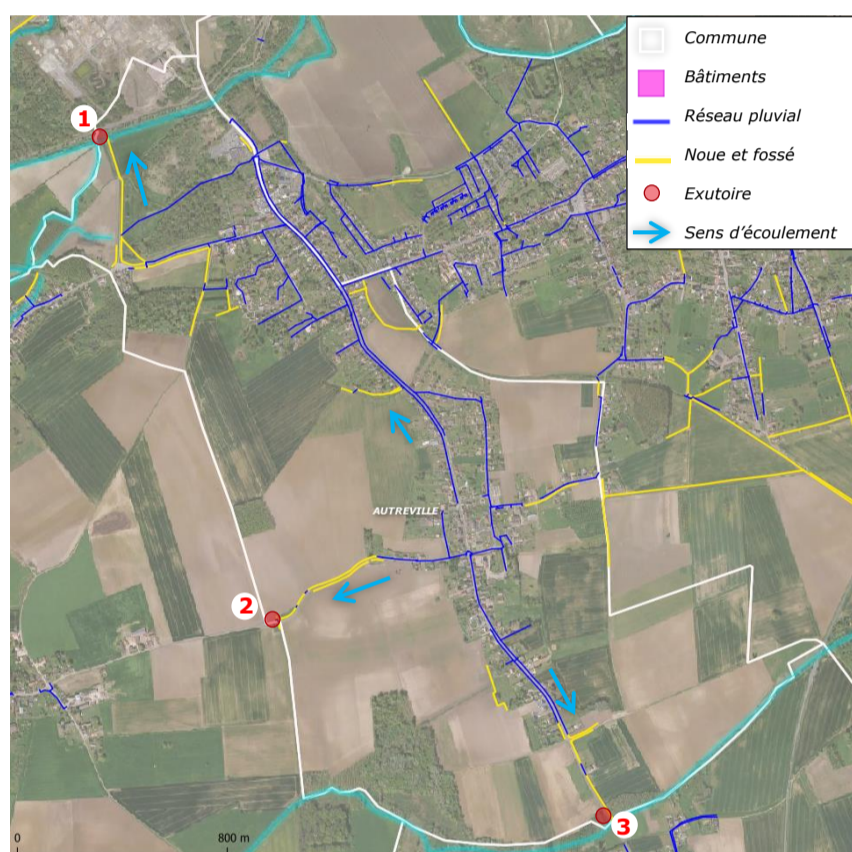 Commune
Bâtiments
Réseau pluvial
Noue et fossé
Exutoire
Sens d'écoulement
1
AUTREVILLE
2
3
0
800 m